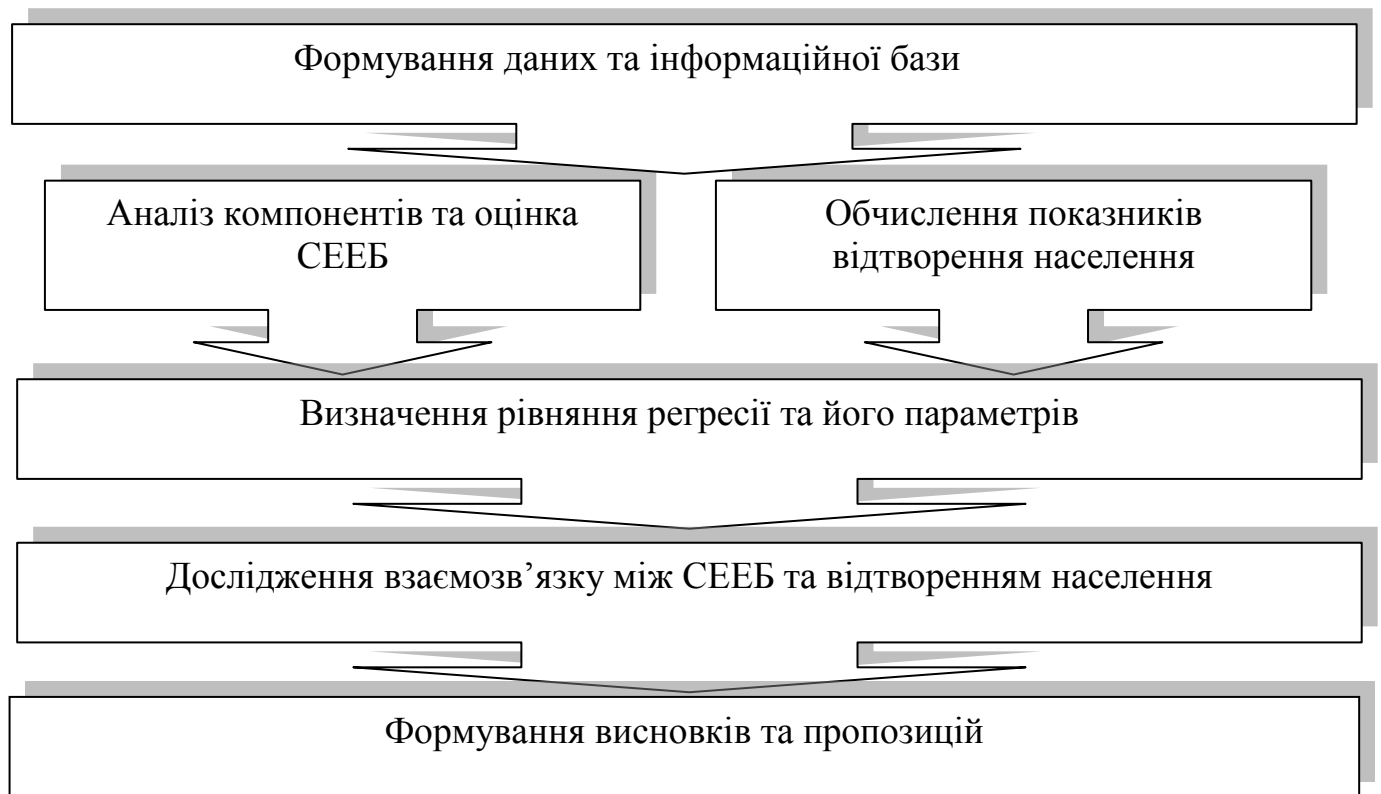 Формування даних та інформаційної бази
Аналіз компонентів та оцінка
СЕЕБ
Обчислення показників
відтворення населення
Визначення рівняння регресії та його параметрів
Дослідження взаємозв’язку між СЕЕБ та відтворенням населення
Формування висновків та пропозицій